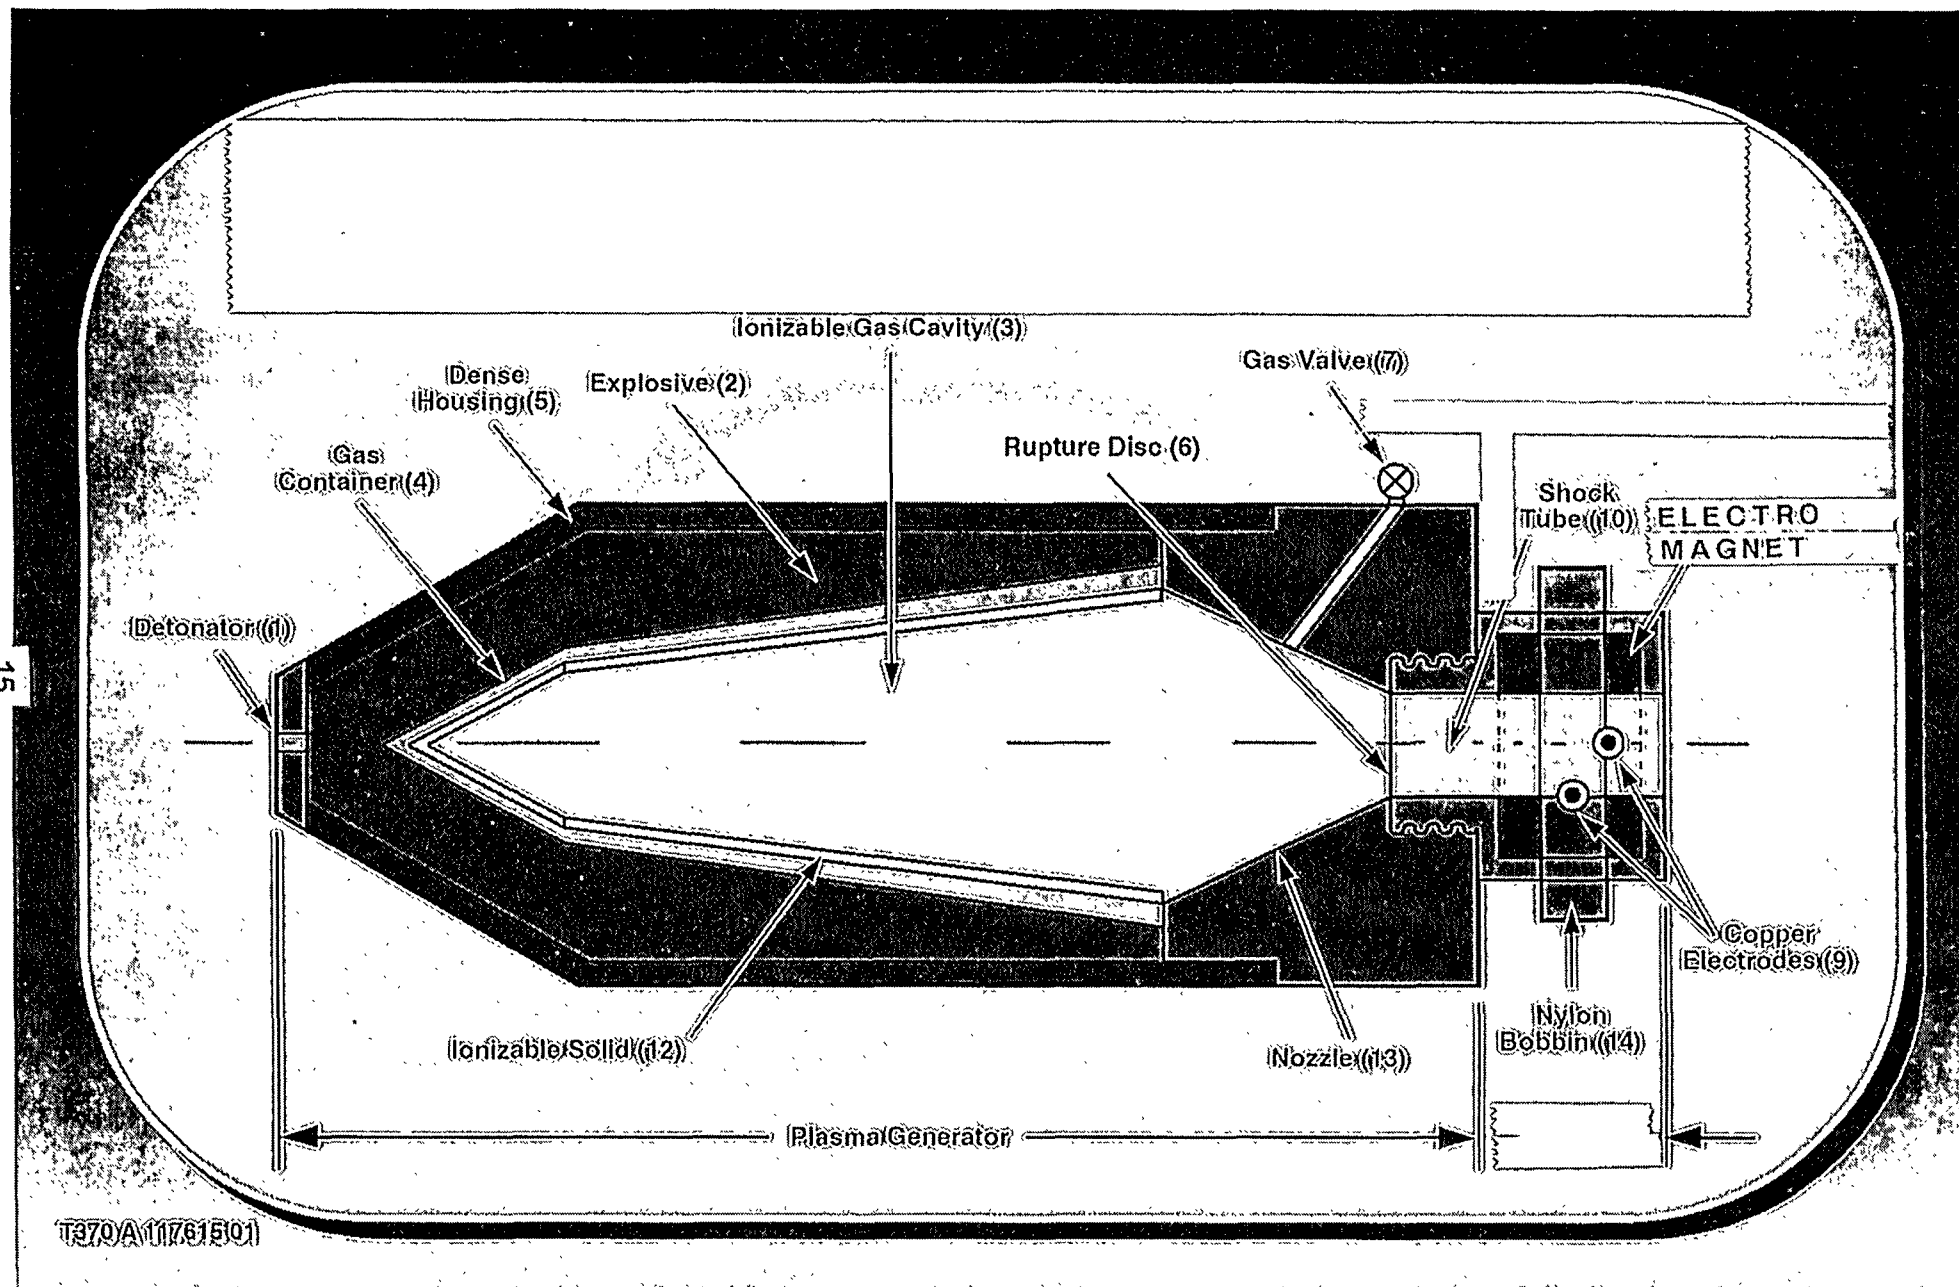 Ionizable Gas Cavity (3)
Dense
Housing (5)
Explosive (2)
Gas Valve (7)
Gas
Container (4)
Rupture Disc (6)
Shock
Tube (10)
ELECTRO
MAGNET
Detonator (1)
15
Copper
Electrodes (9)
Nylon
Bobbin (14)
Ionizable Solid (12)
Nozzle (13)
Plasma Generator
T370 A 11761501